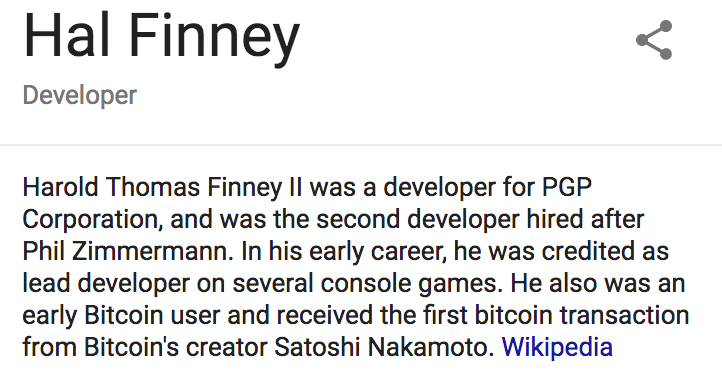 Hal Finney
Developer
Harold Thomas Finney II was a developer for PGP
Corporation, and was the second developer hired after
Phil Zimmermann. In his early career, he was credited as
lead developer on several console games. He also was an
early Bitcoin user and received the first bitcoin transaction
from Bitcoin's creator Satoshi Nakamoto. Wikipedia